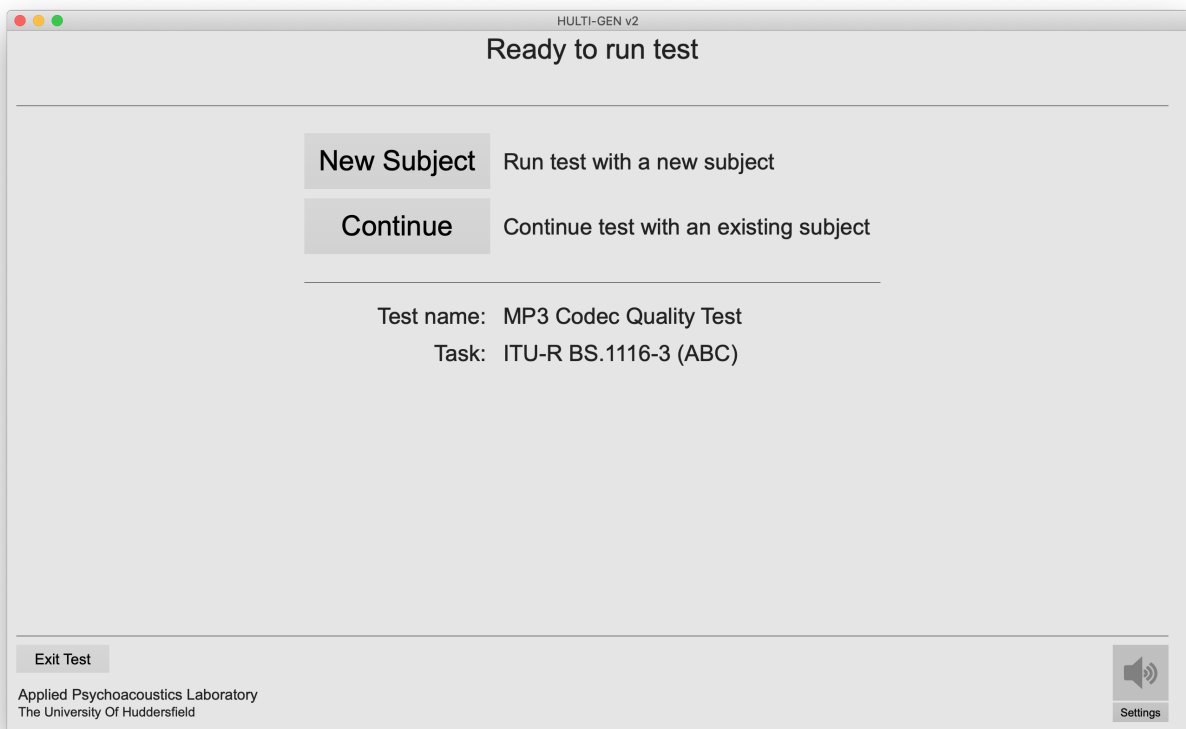 HULTI-GEN v2
Ready to run test
New Subject Run test with a new subject
Continue Continue test with an existing subject
Test name: MP3 Codec Quality Test
Task: ITU-R BS.1116-3 (ABC)
Exit Test
Applied Psychoacoustics Laboratory
The University Of Huddersfield
Settings